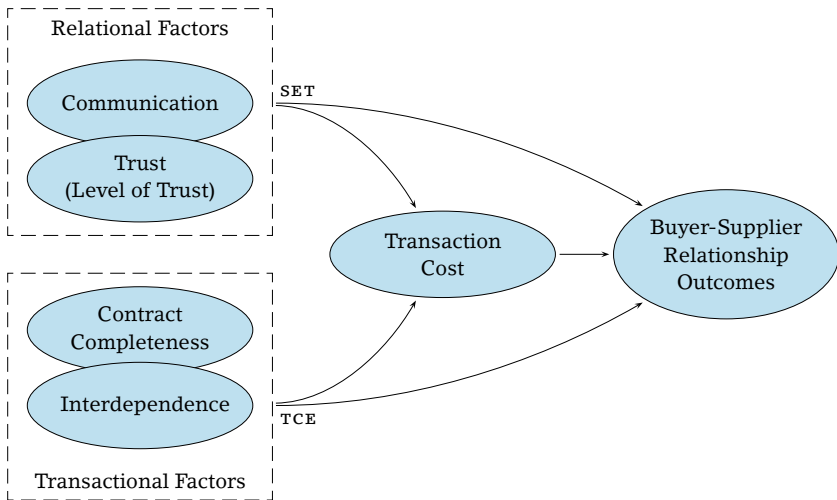 Relational Factors
Communication
Trust
(Level of Trust)
SET
Transaction
Cost
Buyer-Supplier
Relationship
Outcomes
Contract
Completeness
Interdependence
TCE
Transactional Factors